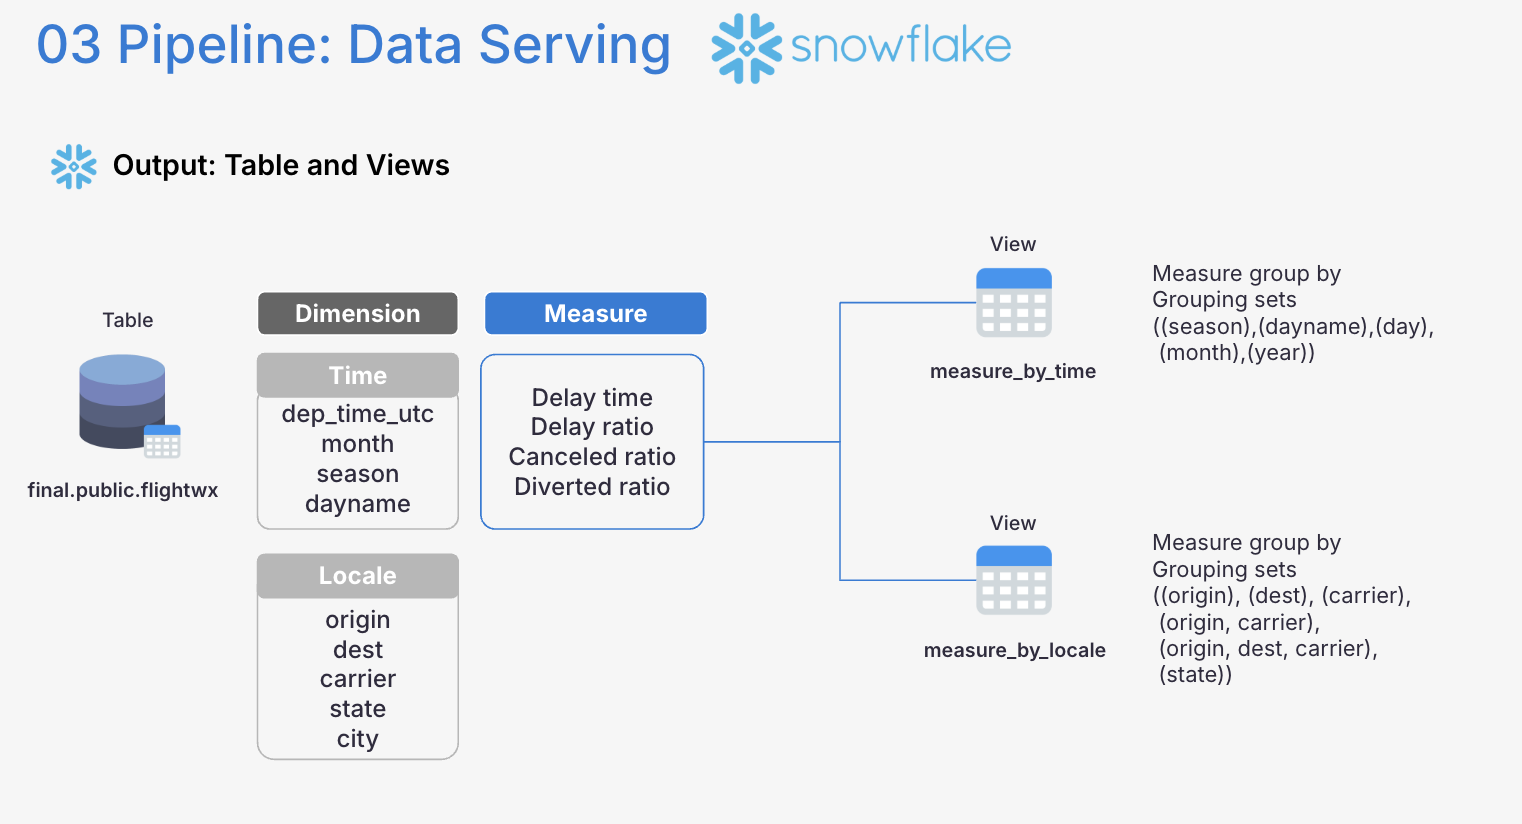 03 Pipeline: Data Serving
snowflake
Output: Table and Views
Table
final.public.flightwx
Dimension
Time
dep_time_utc
month
season
dayname
Locale
origin
dest
carrier
state
city
Measure
Delay time
Delay ratio
Canceled ratio
Diverted ratio
View
measure_by_time
Measure group by
Grouping sets
((season),(dayname),(day),
(month),(year))
View
measure_by_locale
Measure group by
Grouping sets
((origin), (dest), (carrier),
(origin, carrier),
(origin, dest, carrier),
(state))